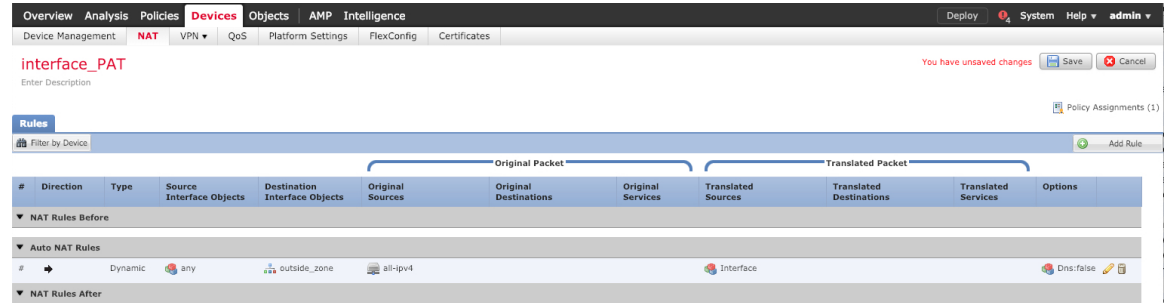 Overview Analysis Policies Devices Objects AMP Intelligence Deploy 4 System Help admin
Device Management NAT VPN QoS Platform Settings FlexConfig Certificates
interface_PAT
You have unsaved changes Save Cancel
Enter Description
Policy Assignments (1)
Rules
Filter by Device Add Rule
Original Packet Translated Packet
# Direction Type Source Interface Objects Destination Interface Objects Original Sources Original Destinations Original Services Translated Sources Translated Destinations Translated Services Options
NAT Rules Before
Auto NAT Rules
# Dynamic any outside_zone all-ipv4 Interface Dns:false
NAT Rules After